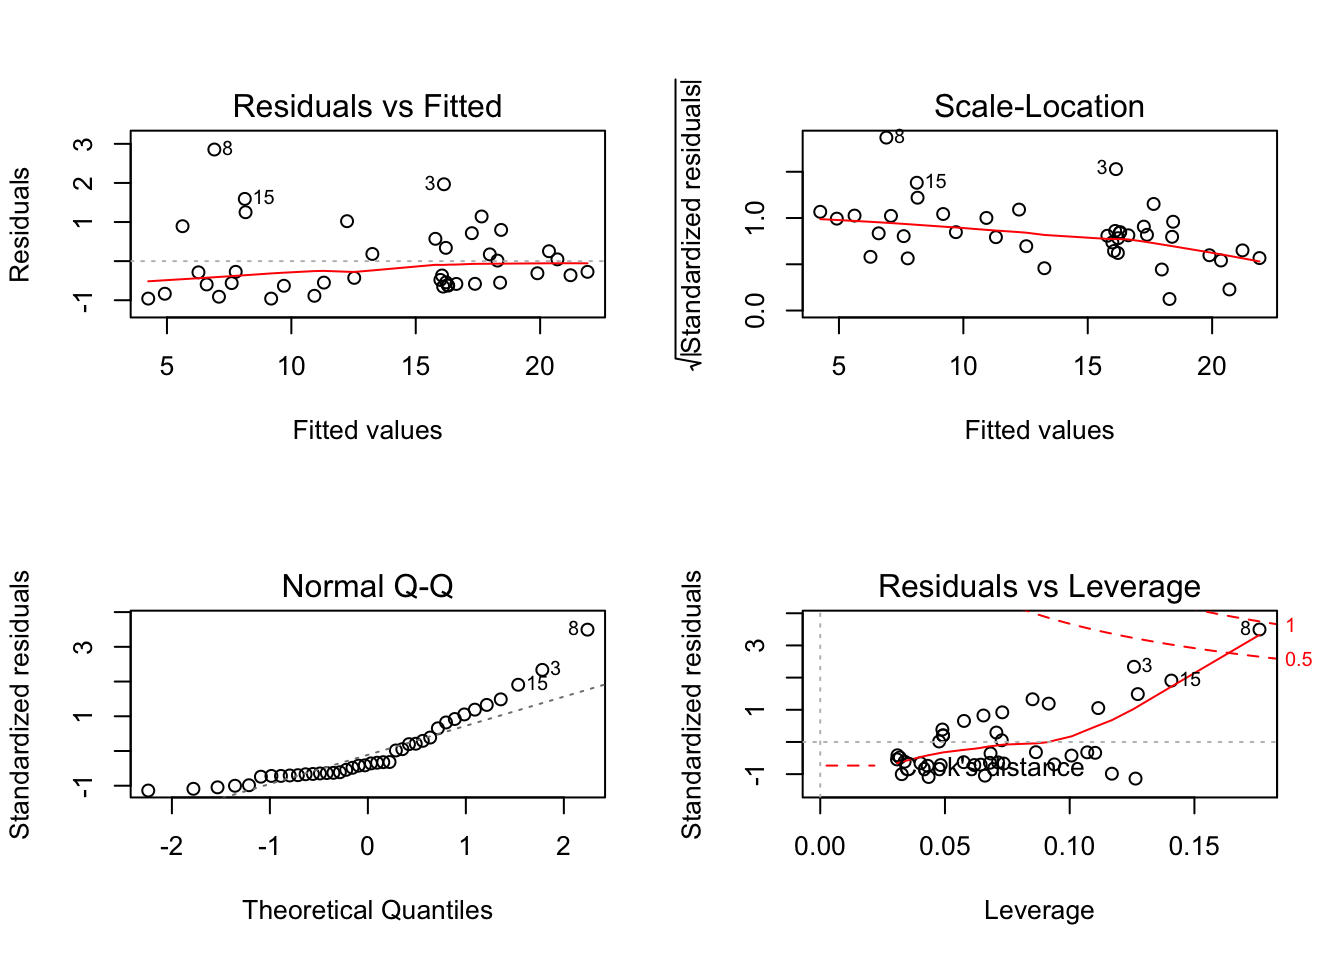 Residuals vs Fitted
Residuals
3
2
1
-1
8
15
3
5 10 15 20
Fitted values
Scale-Location
√|Standardized residuals|
1.0
0.0
8
15
3
5 10 15 20
Fitted values
Normal Q-Q
Standardized residuals
3
1
-1
8
3
15
-2 -1 0 1 2
Theoretical Quantiles
Residuals vs Leverage
Standardized residuals
3
1
-1
8
3
15
1
0.5
Cook's distance
0.00 0.05 0.10 0.15
Leverage